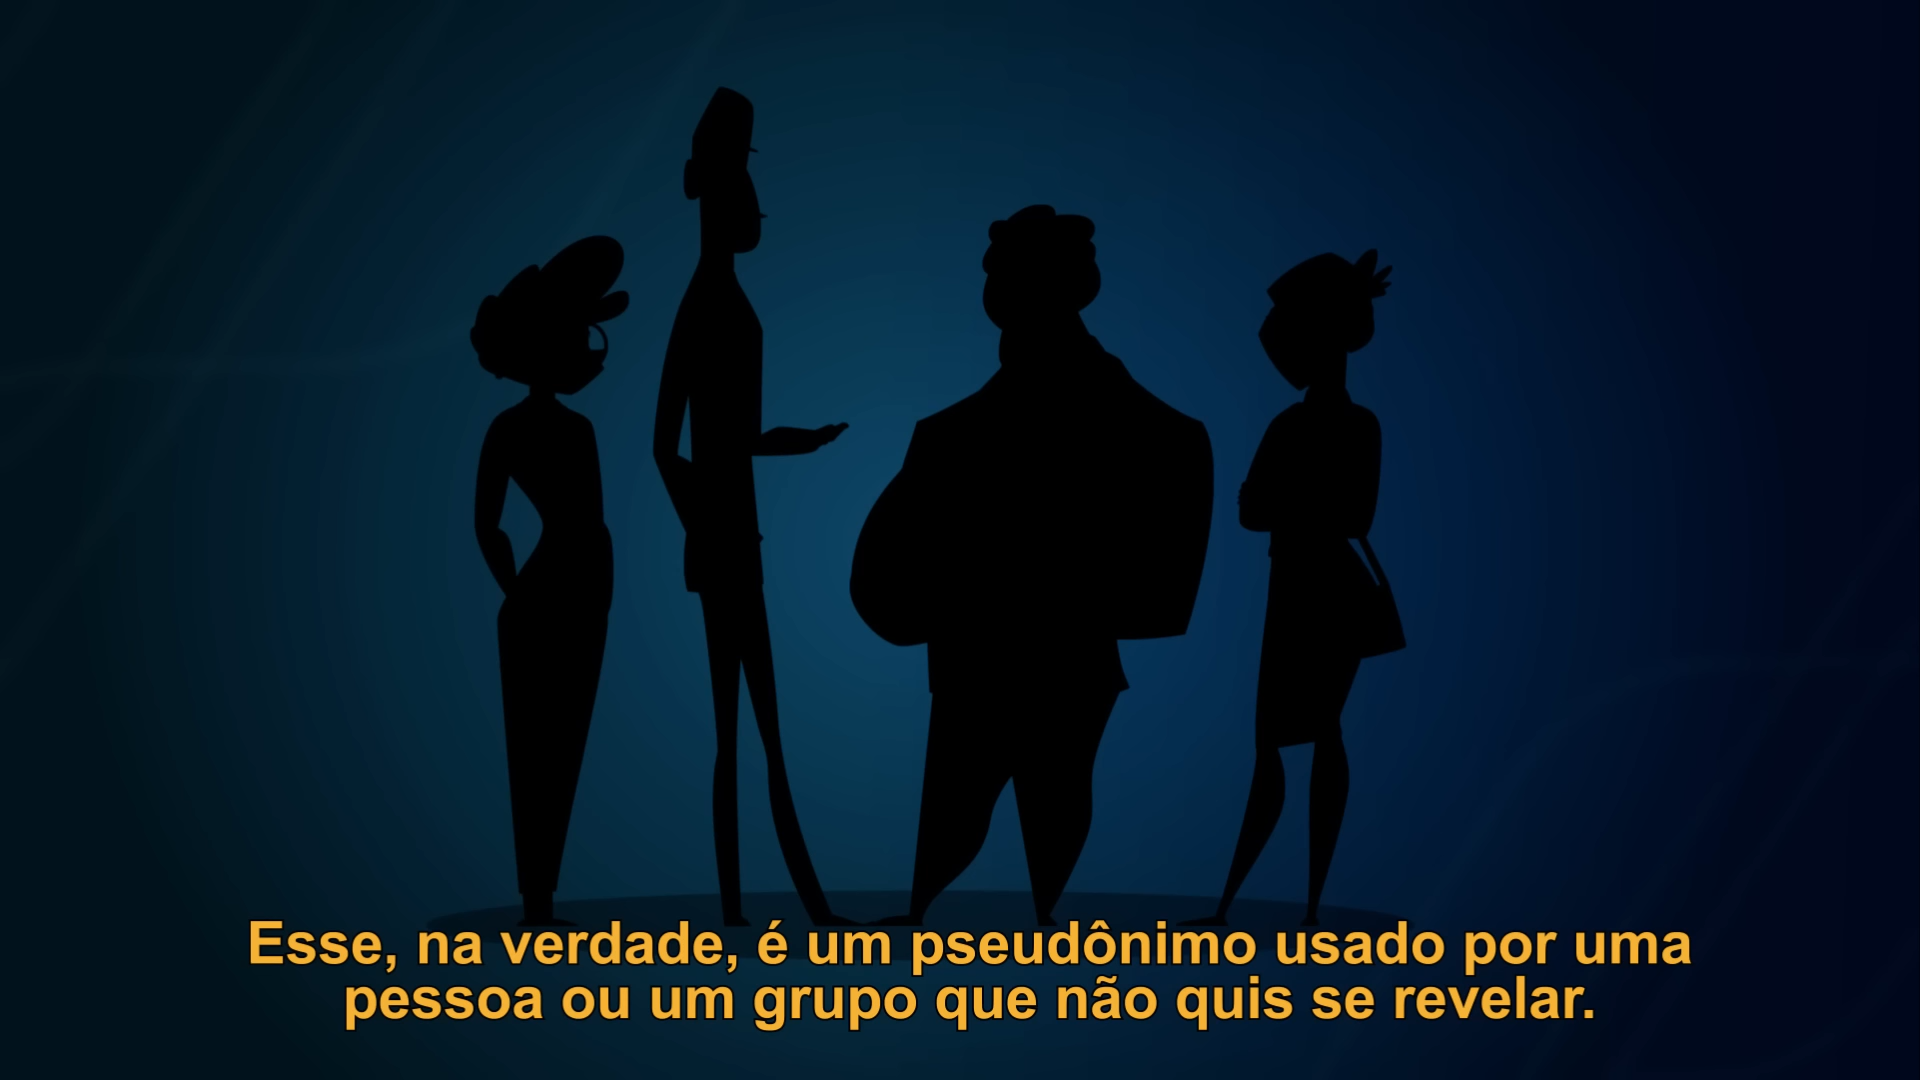 Esse, na verdade, é um pseudônimo usado por uma
pessoa ou um grupo que não quis se revelar.